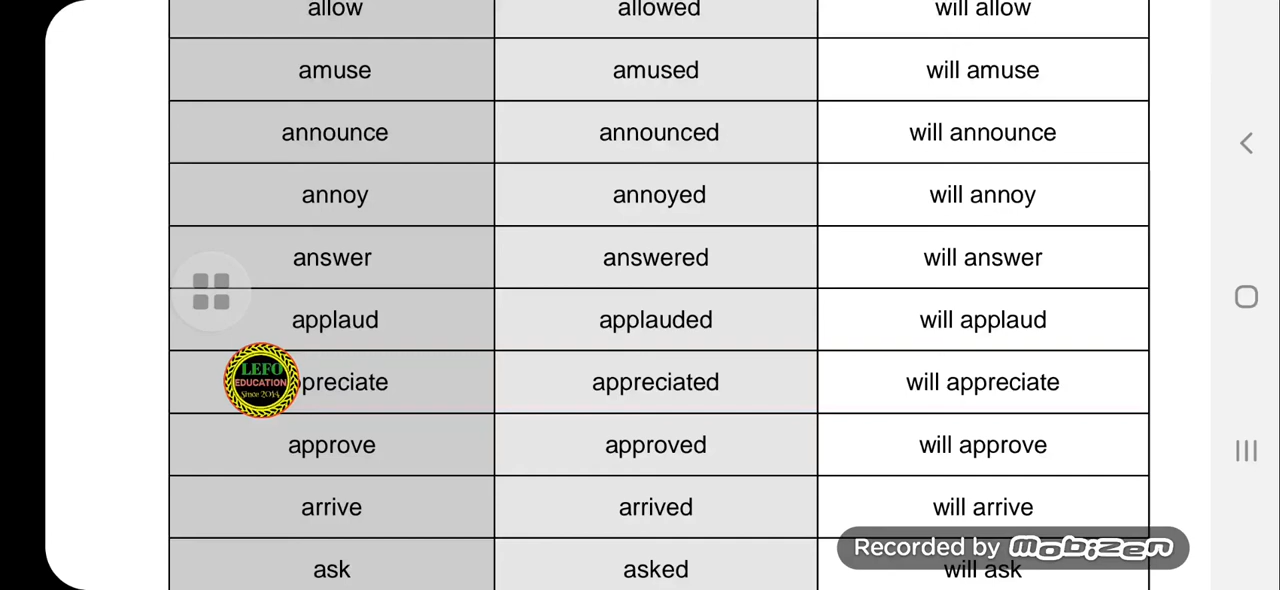 allow allowed will allow
amuse amused will amuse
announce announced will announce
annoy annoyed will annoy
answer answered will answer
applaud applauded will applaud
preciate appreciated will appreciate
LEFO
EDUCATION
Since 2014
approve approved will approve
arrive arrived will arrive
Recorded by mobizen
ask asked will ask